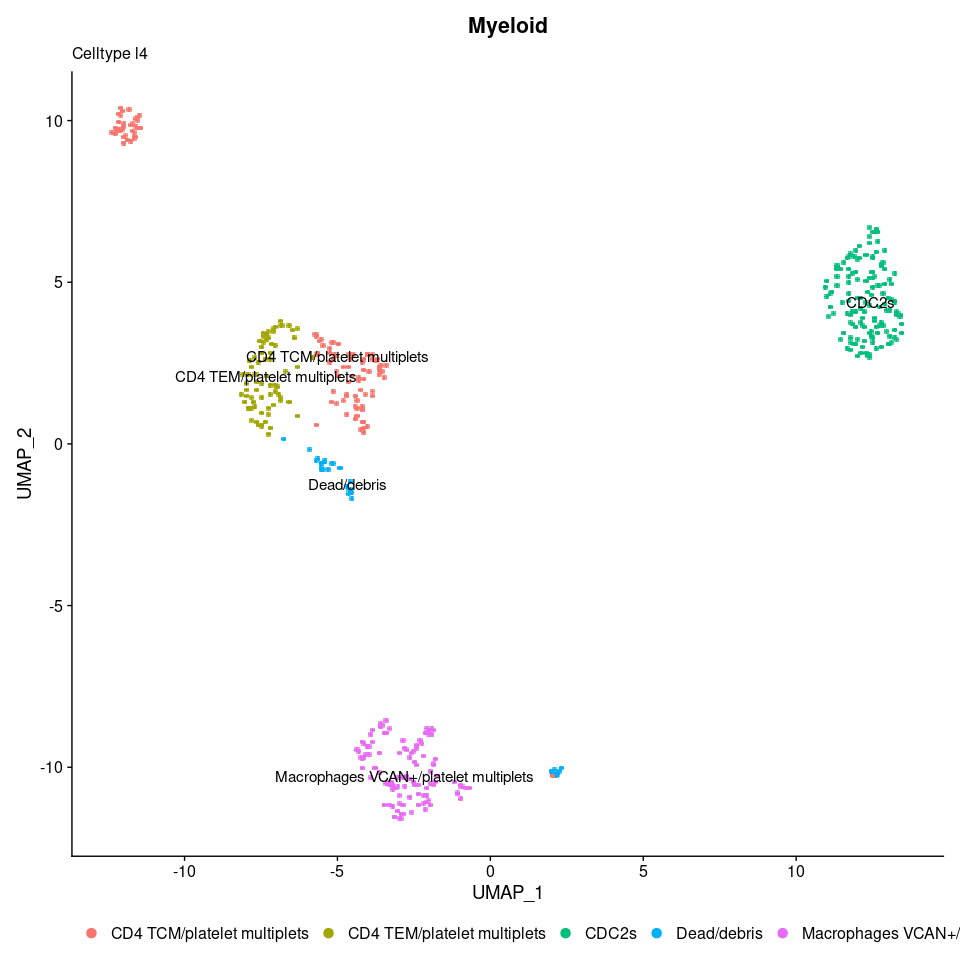 Myeloid
Celltype l4
10
5
0
-5
-10
UMAP_2
CDC2s
CD4 TCM/platelet multiplets
CD4 TEM/platelet multiplets
Dead/debris
Macrophages VCAN+/platelet multiplets
-10 -5 0 5 10
UMAP_1
CD4 TCM/platelet multiplets CD4 TEM/platelet multiplets CDC2s Dead/debris Macrophages VCAN+/